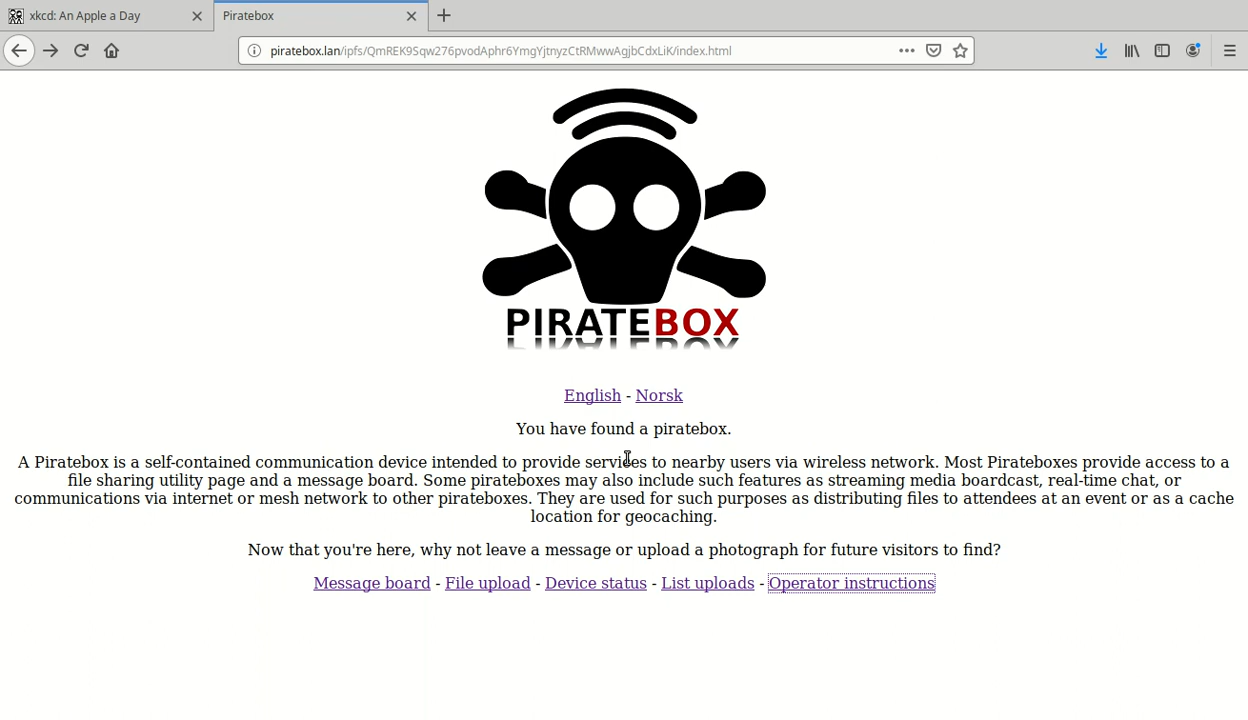 xkcd: An Apple a Day
Piratebox
piratebox.lan/ipfs/QmREK9Sqw276pvodAphr6YmgYjtnyzCtRMwwAgjbCdxLiK/index.html
PIRATEBOX
English - Norsk
You have found a piratebox.
A Piratebox is a self-contained communication device intended to provide services to nearby users via wireless network. Most Pirateboxes provide access to a
file sharing utility page and a message board. Some pirateboxes may also include such features as streaming media boardcast, real-time chat, or
communications via internet or mesh network to other pirateboxes. They are used for such purposes as distributing files to attendees at an event or as a cache
location for geocaching.
Now that you're here, why not leave a message or upload a photograph for future visitors to find?
Message board - File upload - Device status - List uploads - Operator instructions